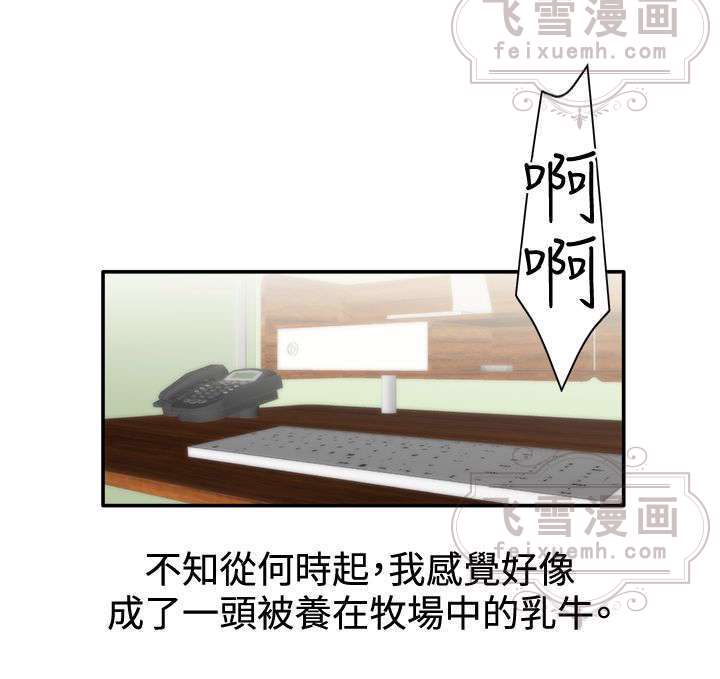 飞雪漫画
feixuemh.com
啊
啊
飞雪漫画
feixuemh.com
不知從何時起,我感覺好像
成了一頭被養在牧場中的乳牛。